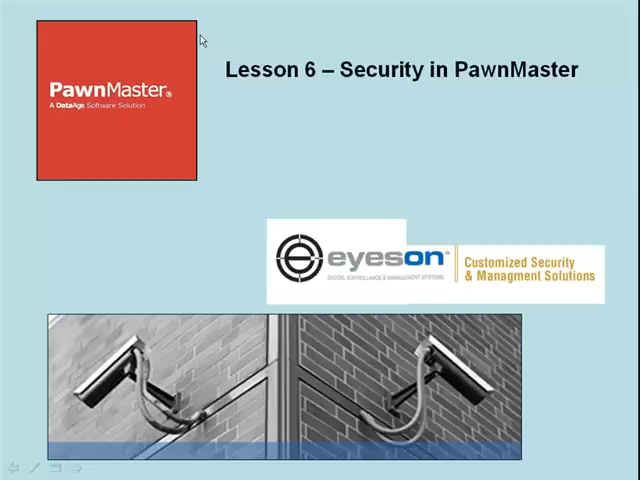 PawnMaster®
A DataAge Software Solution
Lesson 6 – Security in PawnMaster
eyeson®
DIGITAL SURVEILLANCE & MANAGEMENT SYSTEMS
Customized Security
& Managment Solutions